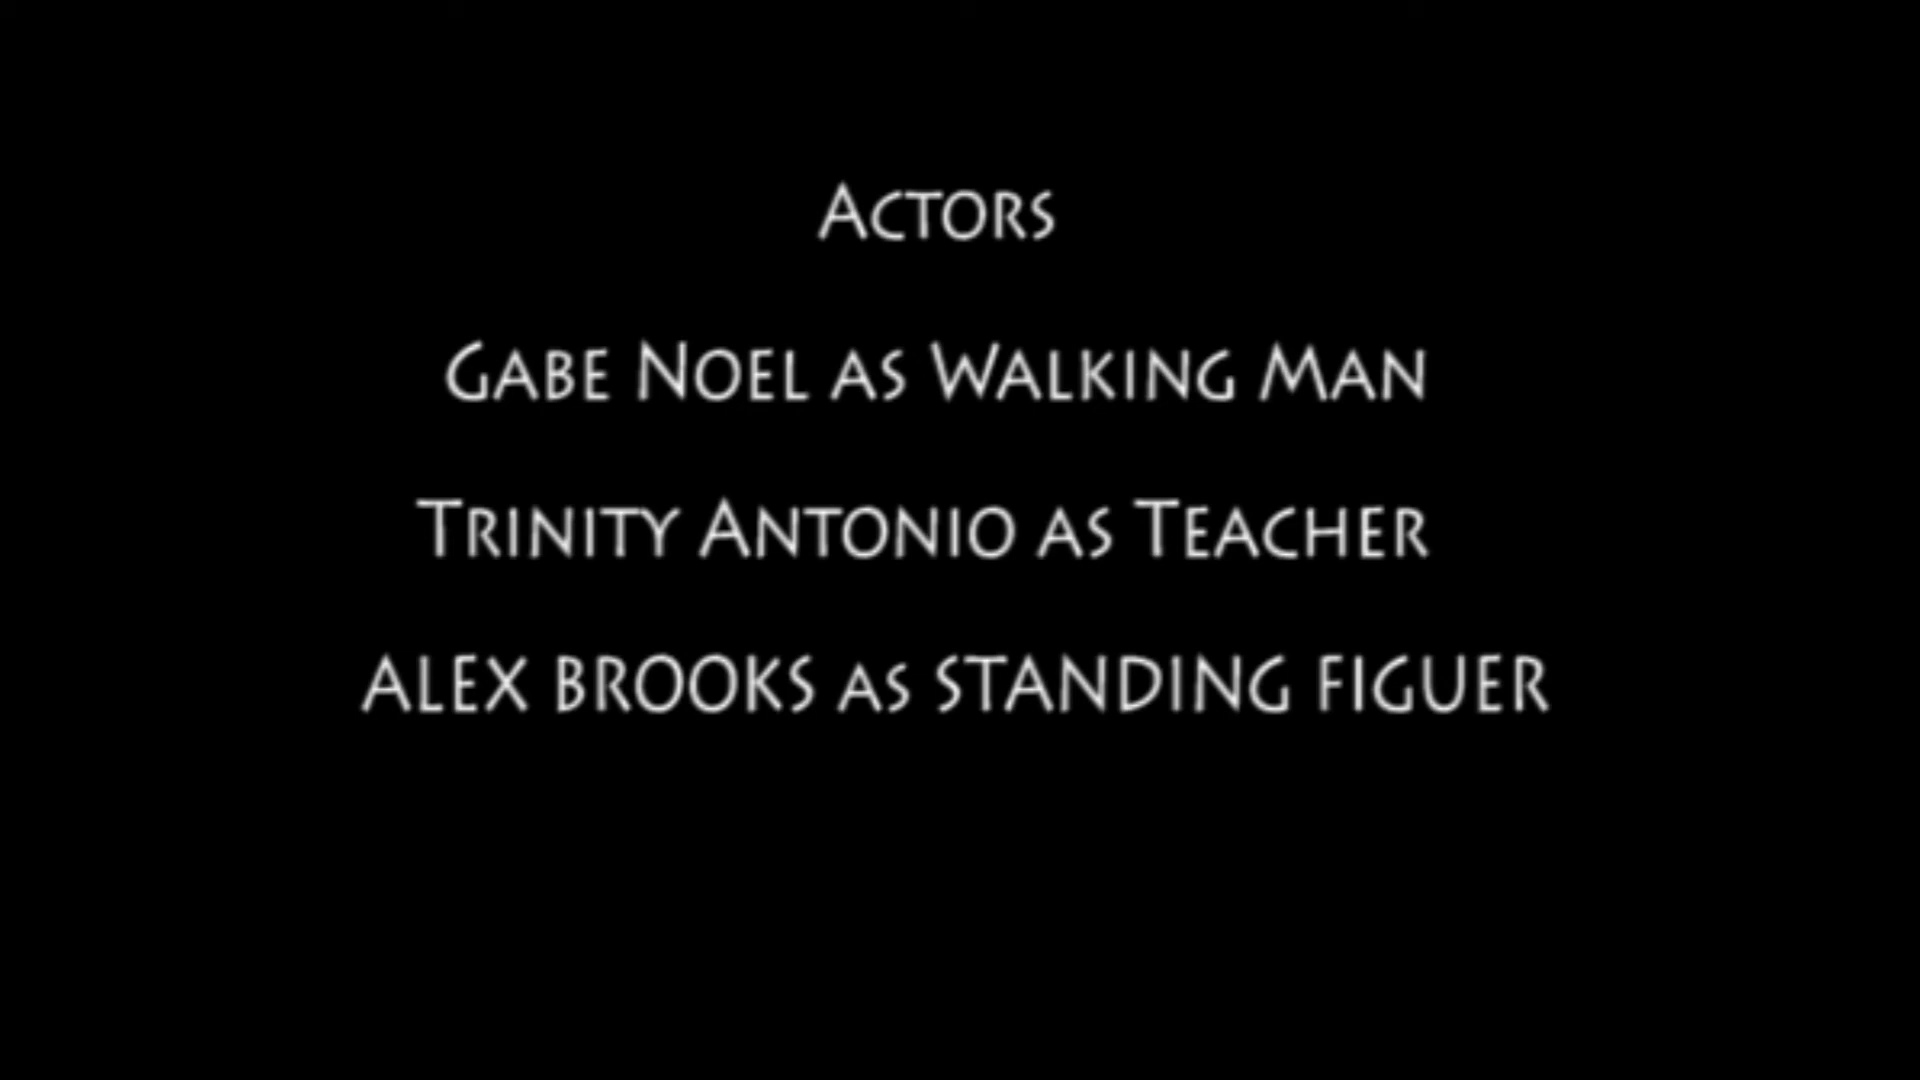 Actors
Gabe Noel as Walking Man
Trinity Antonio as Teacher
ALEX BROOKS as STANDING FIGUER